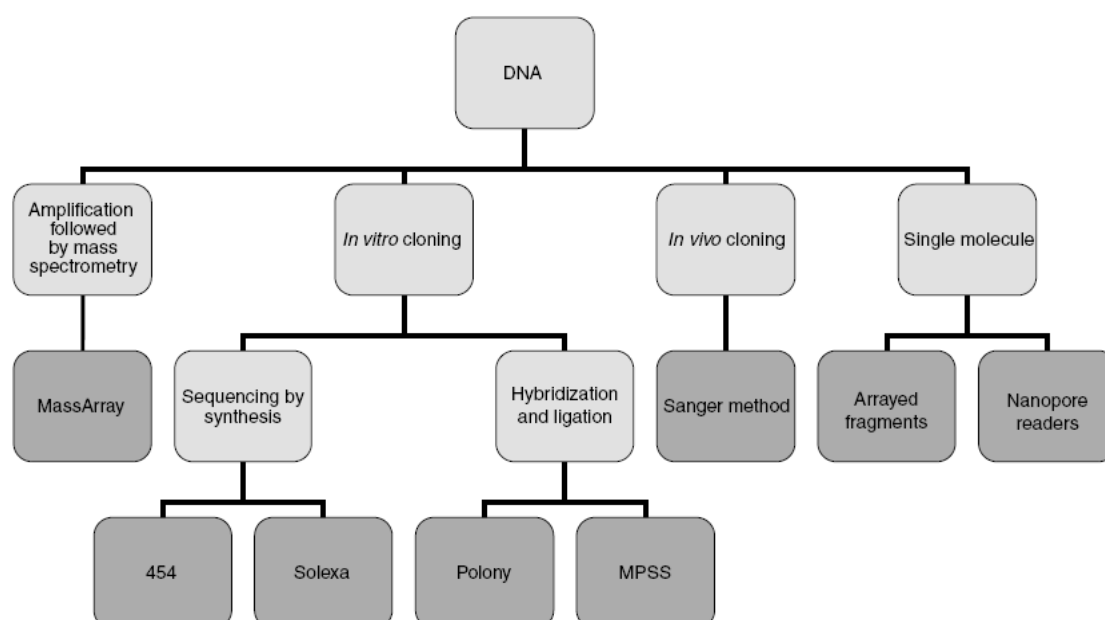 DNA
Amplification
followed
by mass
spectrometry
In vitro cloning
In vivo cloning
Single molecule
MassArray
Sequencing by
synthesis
Hybridization
and ligation
Sanger method
Arrayed
fragments
Nanopore
readers
454
Solexa
Polony
MPSS